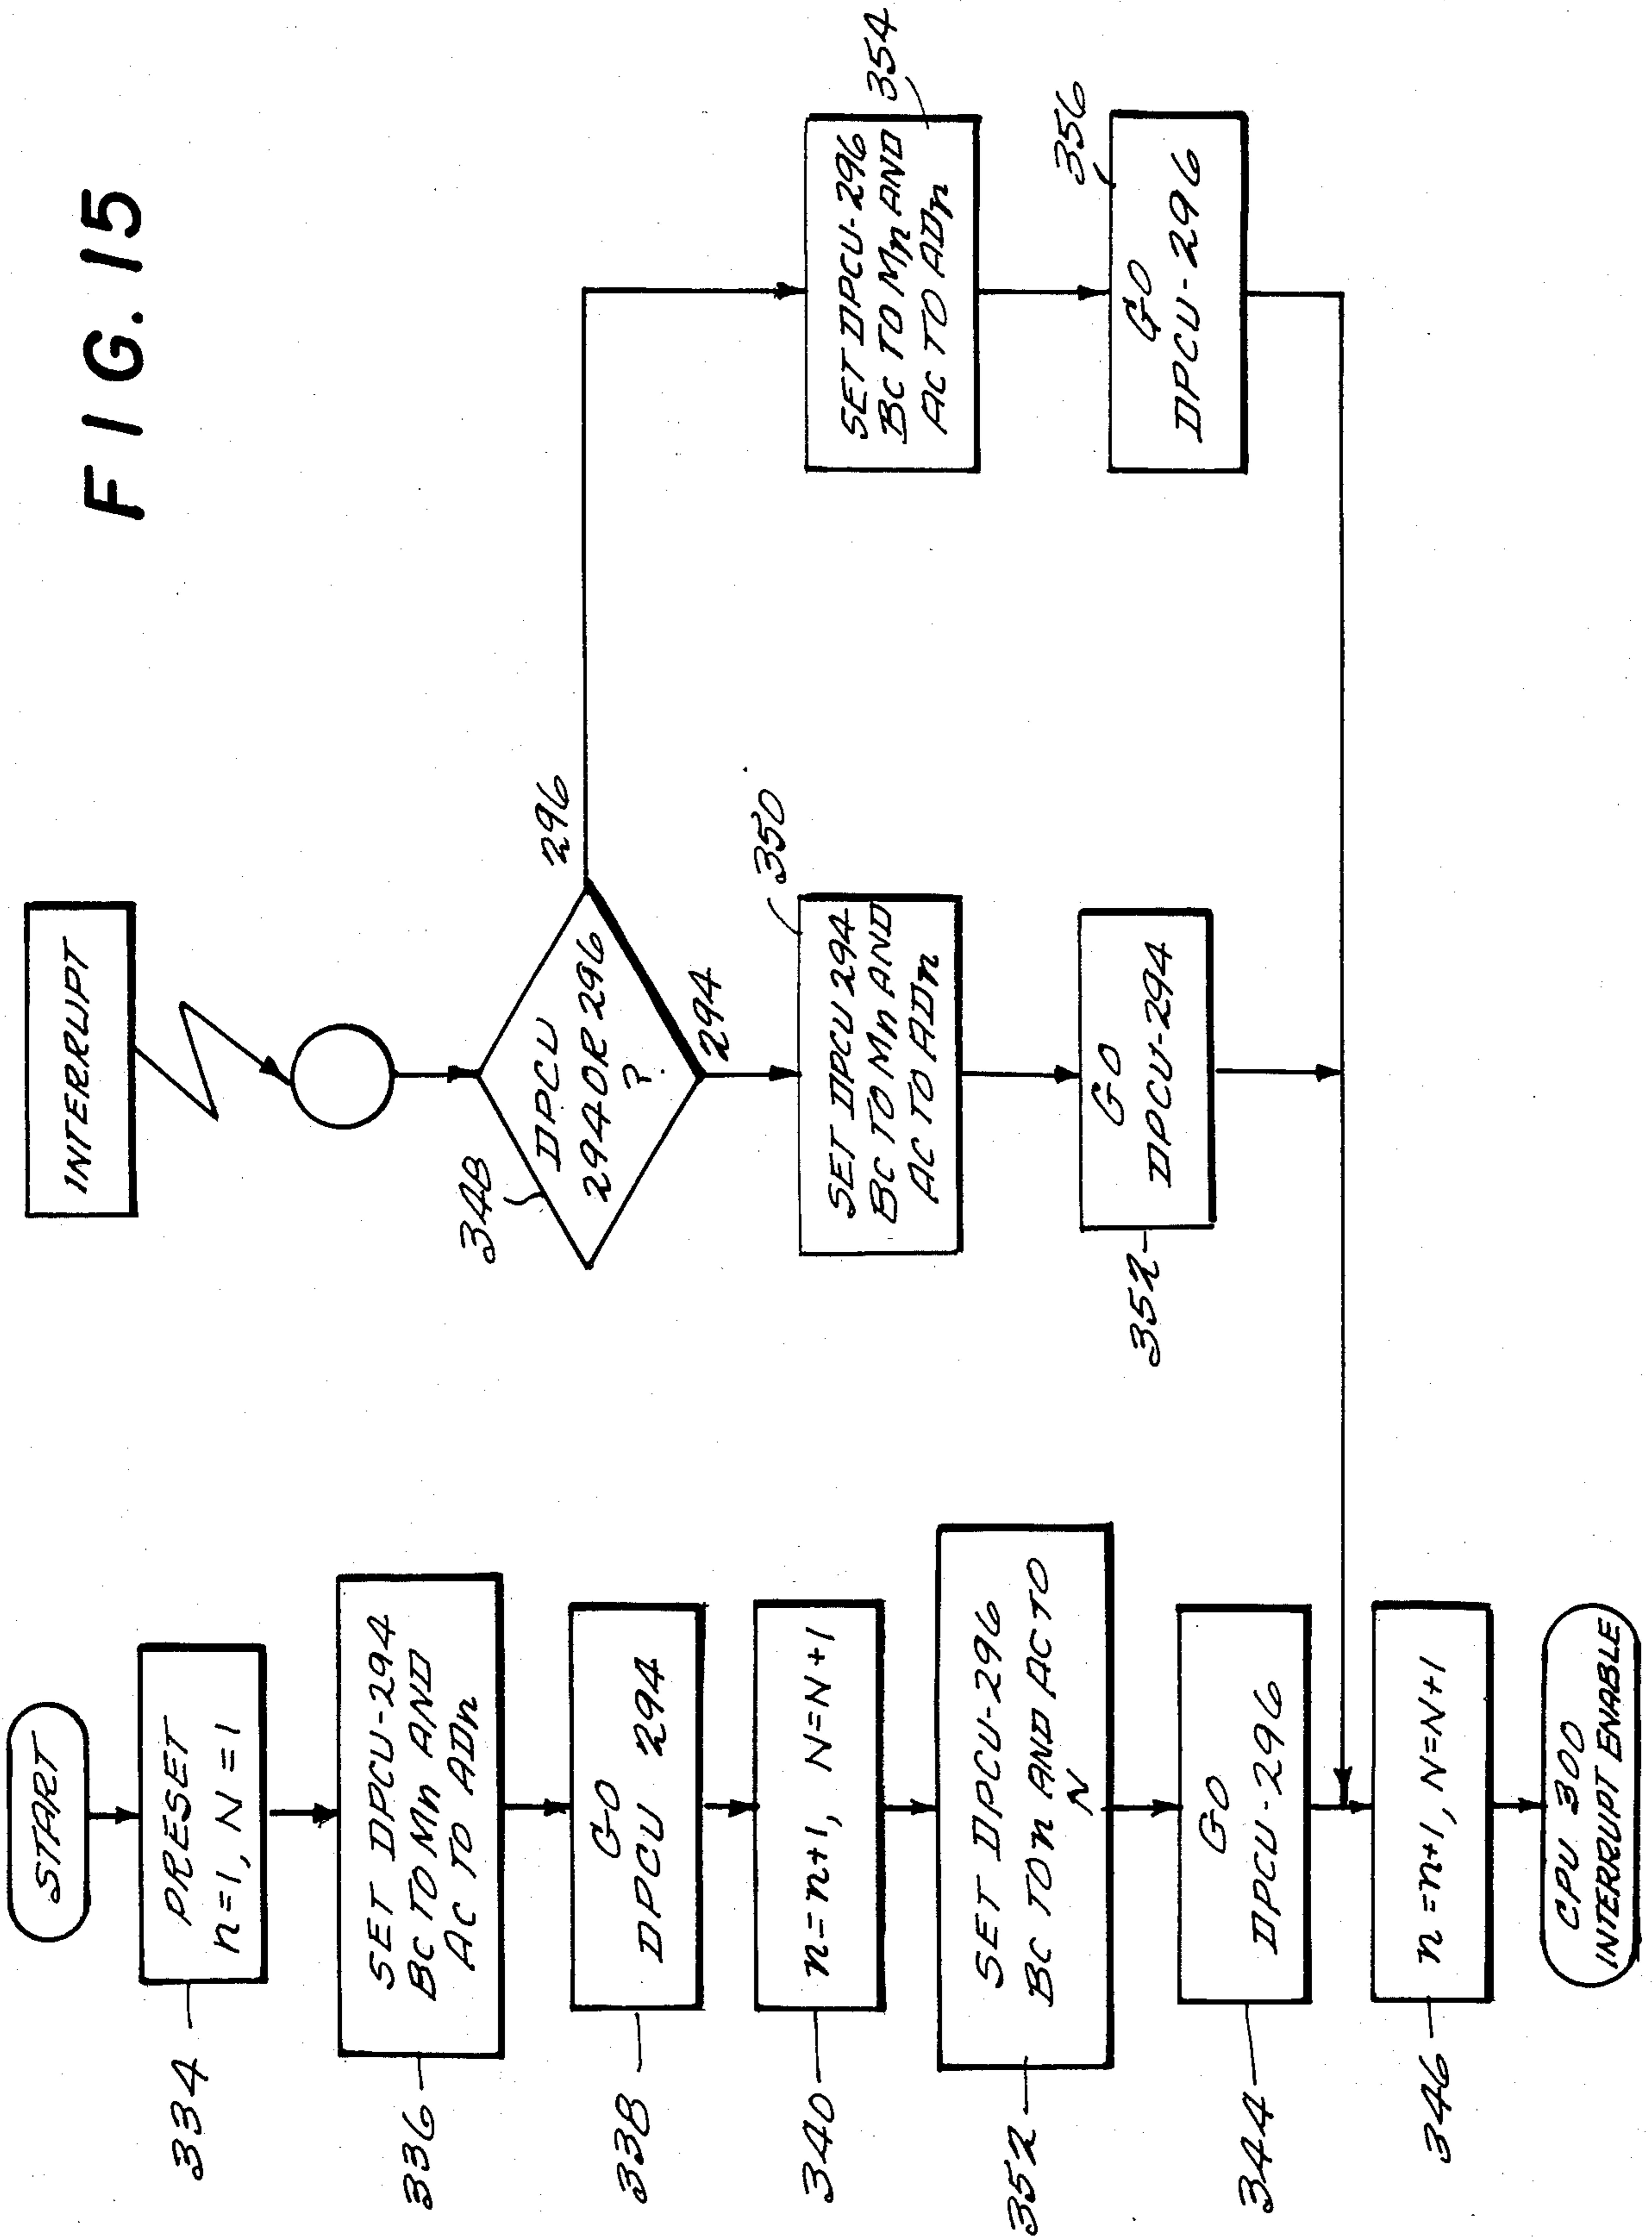 FIG. 15
START
334
PRESET
n=1, N=1
336
SET DPCU-294
BC TO Mn AND
AC TO ADn
338
GO
DPCU 294
340
n=n+1, N=N+1
352
SET DPCU-296
BC TO n AND AC TO
N
344
GO
DPCU-296
346
n=n+1, N=N+1
CPU 300
INTERRUPT ENABLE
INTERRUPT
348
DPCU
294 OR 296
?
296
294
350
SET DPCU 294
BC TO Mn AND
AC TO ADn
352
GO
DPCU-294
354
SET DPCU-296
BC TO Mn AND
AC TO ADn
356
GO
DPCU-296